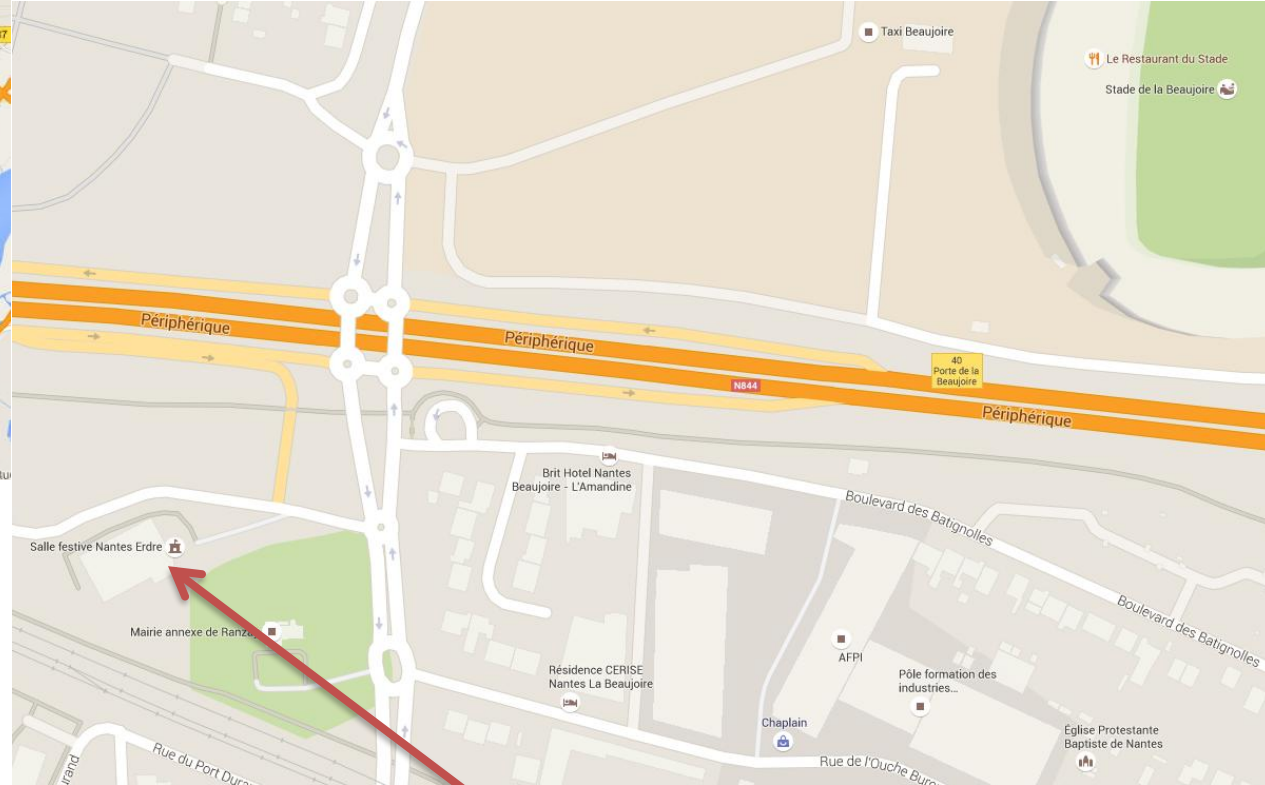 Taxi Beaujoire
Le Restaurant du Stade
Stade de la Beaujoire
Périphérique
Périphérique
40
Porte de la
Beaujoire
N844
Périphérique
Brit Hotel Nantes
Beaujoire - L'Amandine
Boulevard des Batignolles
Salle festive Nantes Erdre
Boulevard des Batignolles
Mairie annexe de
AFPI
Résidence CERISE
Nantes La Beaujoire
Pôle formation des
industries...
Chaplain
Église Protestante
Baptiste de Nantes
Rue du Port
Rue de l'Ouche